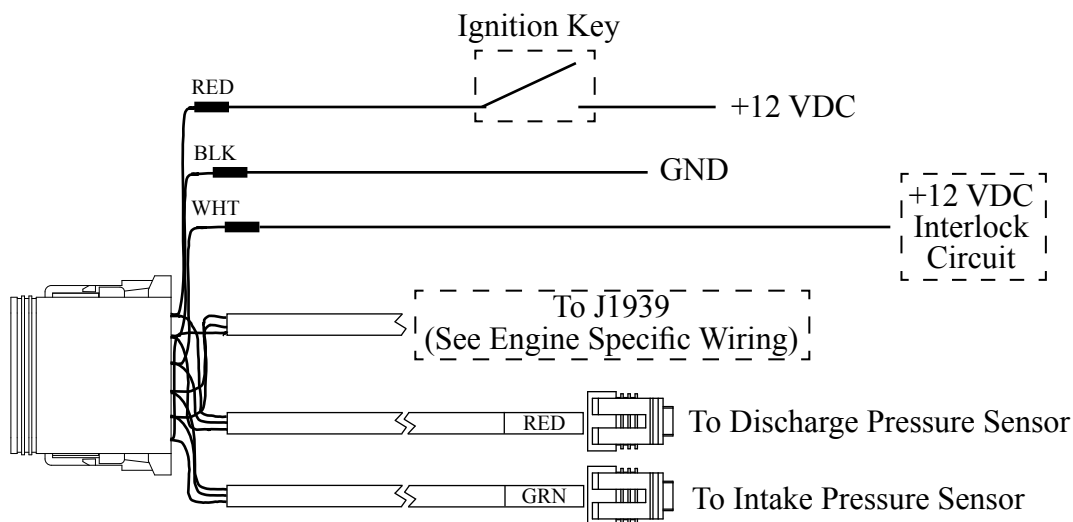 Ignition Key
RED
+12 VDC
BLK
GND
WHT
+12 VDC
Interlock
Circuit
To J1939
(See Engine Specific Wiring)
RED
To Discharge Pressure Sensor
GRN
To Intake Pressure Sensor